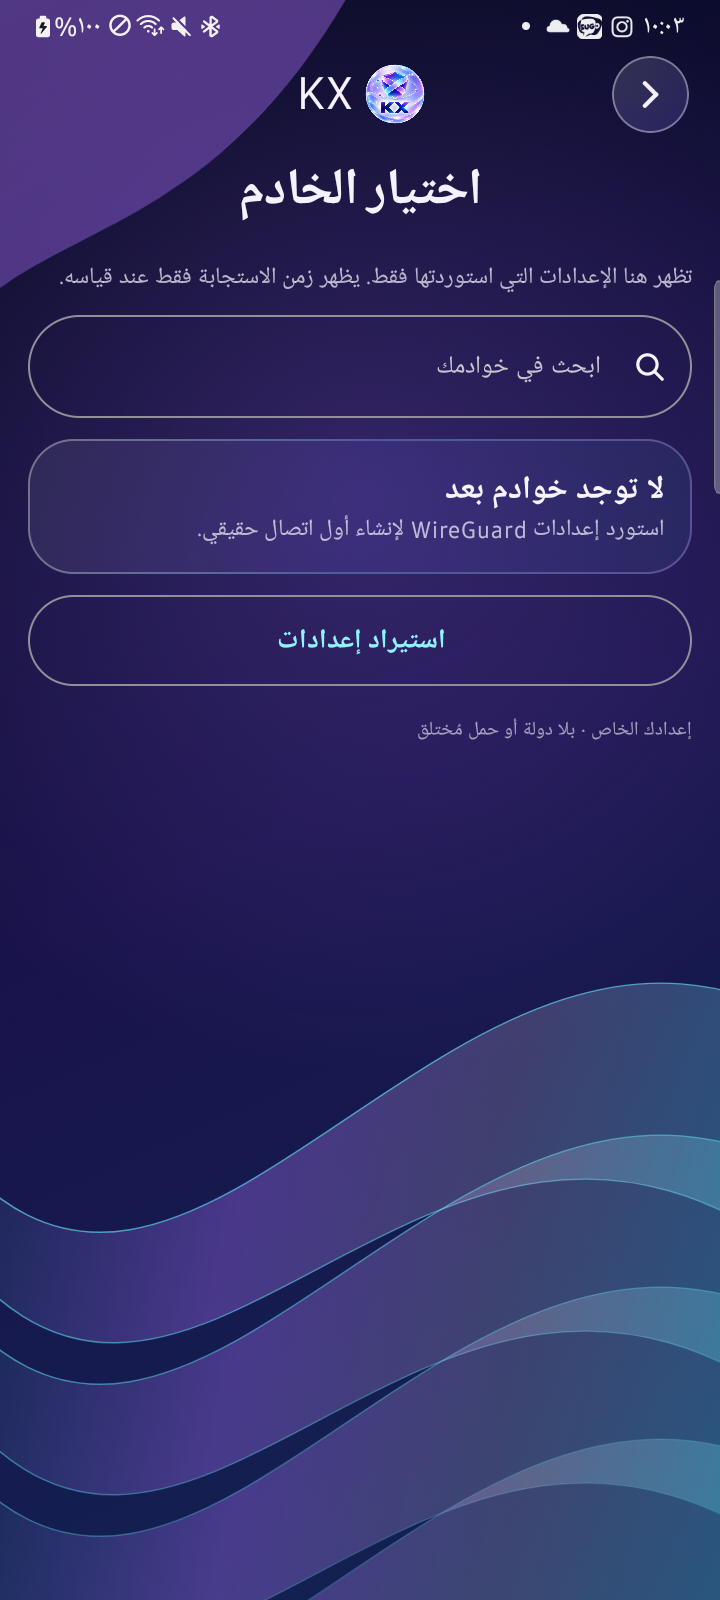 ١٠:٠٣
%١٠٠
KX
KX
اختيار الخادم
تظهر هنا الإعدادات التي استوردتها فقط. يظهر زمن الاستجابة فقط عند قياسه.
ابحث في خوادمك
لا توجد خوادم بعد
استورد إعدادات WireGuard لإنشاء أول اتصال حقيقي.
استيراد إعدادات
إعدادك الخاص · بلا دولة أو حمل مُختلق